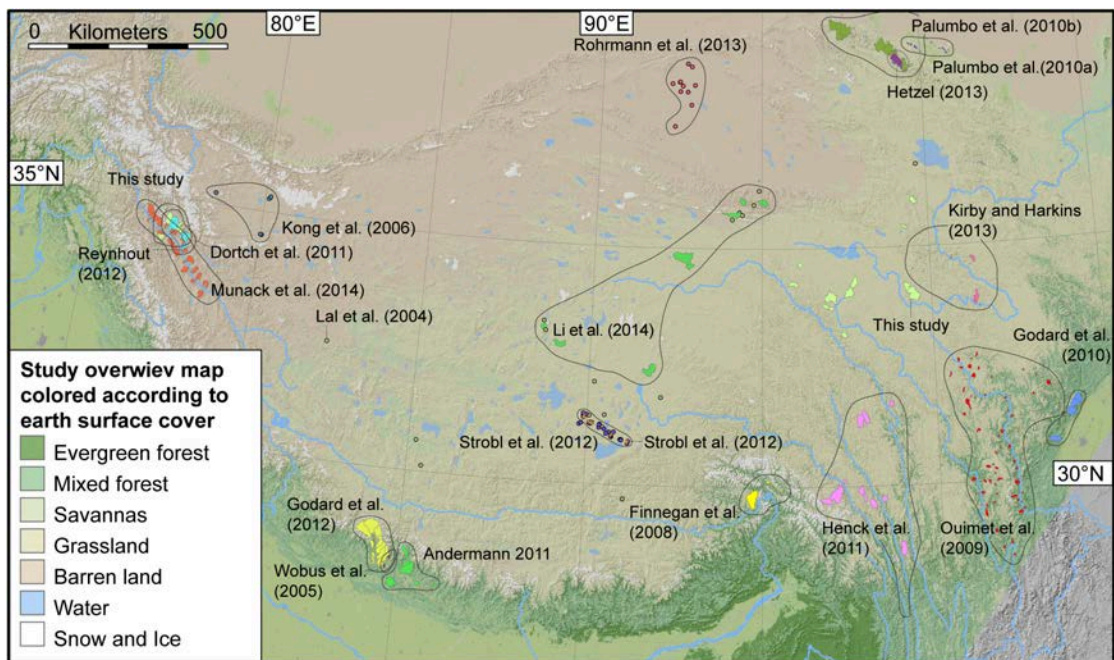 0 Kilometers 500
80°E
90°E
Palumbo et al. (2010b)
Rohrmann et al. (2013)
Palumbo et al.(2010a)
Hetzel (2013)
35°N
This study
Kong et al. (2006)
Kirby and Harkins
(2013)
Reynhout
(2012)
Dortch et al. (2011)
Munack et al. (2014)
Lal et al. (2004)
Li et al. (2014)
This study
Godard et al.
(2010)
Study overwiev map
colored according to
earth surface cover
Evergreen forest
Mixed forest
Savannas
Grassland
Barren land
Water
Snow and Ice
Strobl et al. (2012)
Strobl et al. (2012)
30°N
Godard et al.
(2012)
Finnegan et al.
(2008)
Henck et al.
(2011)
Ouimet et al.
(2009)
Andermann 2011
Wobus et al.
(2005)